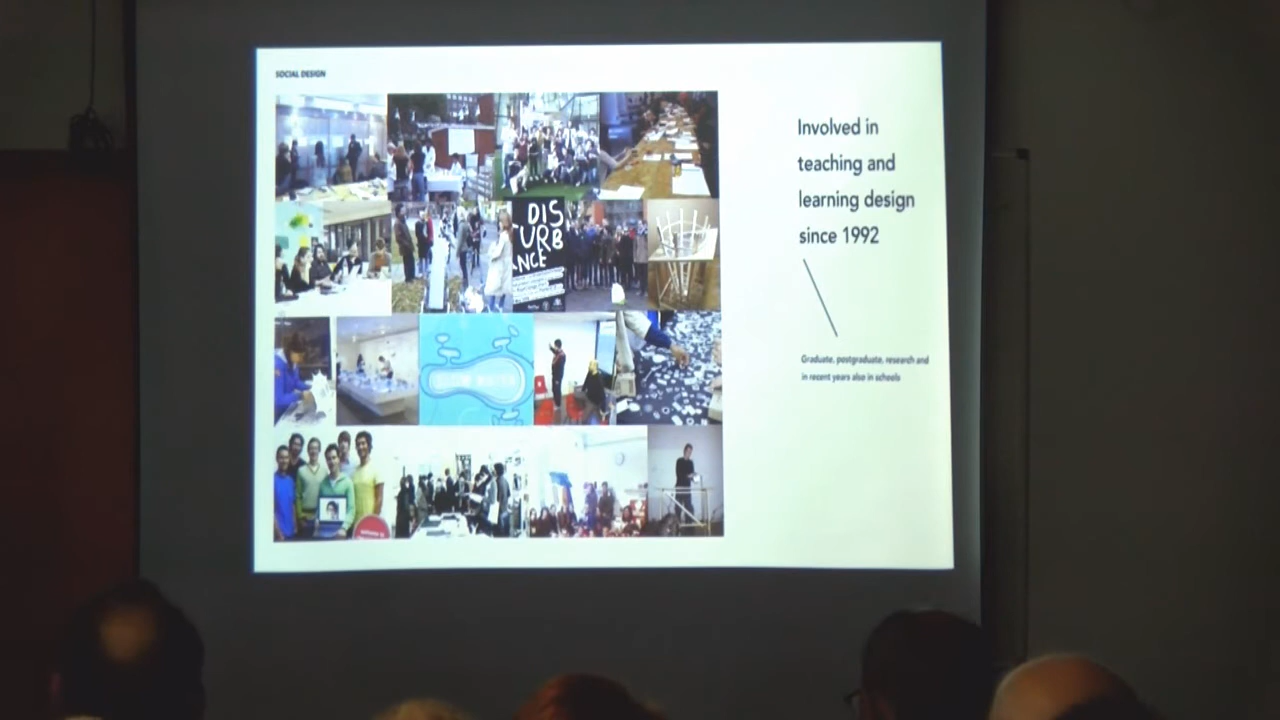 SOCIAL DESIGN
Involved in
teaching and
learning design
since 1992
Graduate, postgraduate, research and
in recent years also in schools
DIS
TURB
ANCE